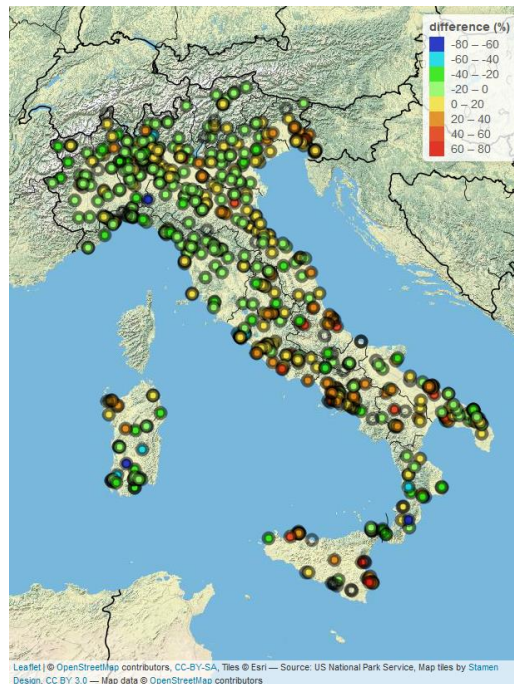 difference (%)
-80 – -60
-60 – -40
-40 – -20
-20 – 0
0 – 20
20 – 40
40 – 60
60 – 80
Leaflet | © OpenStreetMap contributors, CC-BY-SA, Tiles © Esri — Source: US National Park Service, Map tiles by Stamen
Design, CC BY 3.0 — Map data © OpenStreetMap contributors